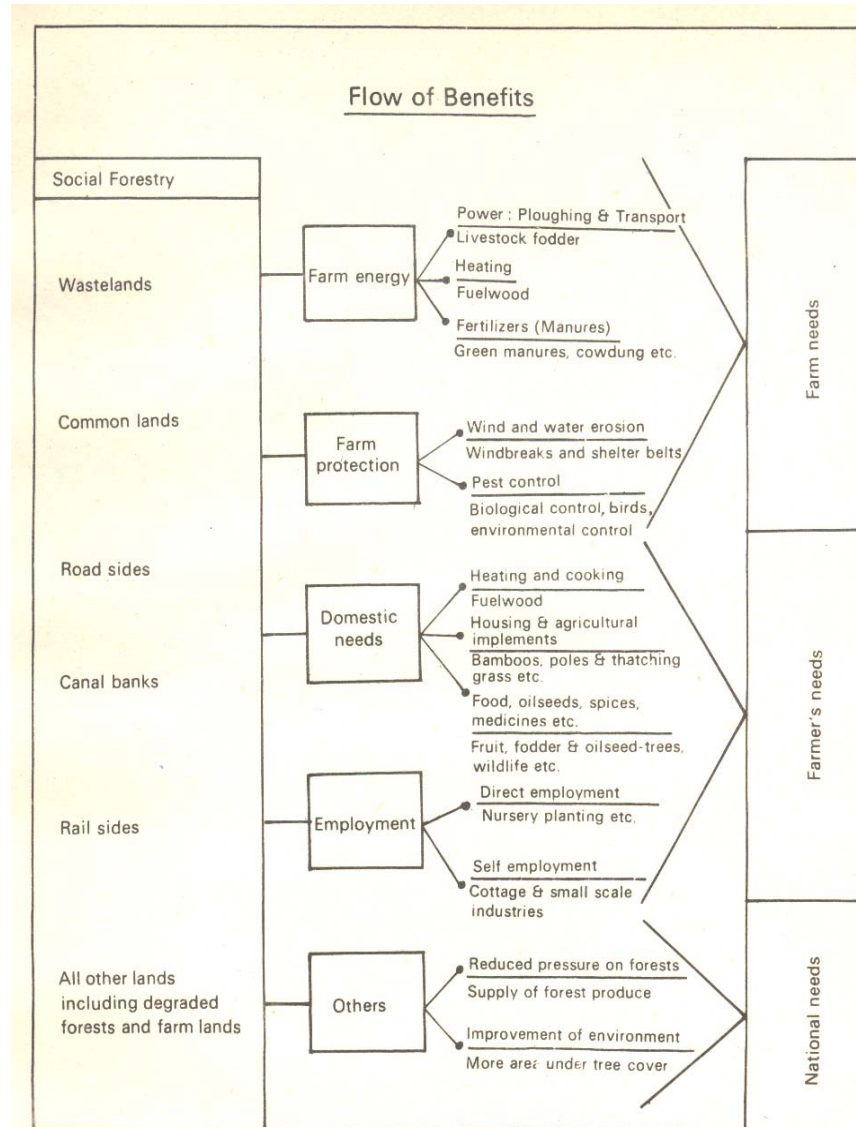 Flow of Benefits
Social Forestry
Wastelands
Common lands
Road sides
Canal banks
Rail sides
All other lands
including degraded
forests and farm lands
Farm energy
Power : Ploughing & Transport
Livestock fodder
Heating
Fuelwood
Fertilizers (Manures)
Green manures, cowdung etc.
Farm
protection
Wind and water erosion
Windbreaks and shelter belts
Pest control
Biological control, birds,
environmental control
Domestic
needs
Heating and cooking
Fuelwood
Housing & agricultural
implements
Bamboos, poles & thatching
grass etc.
Food, oilseeds, spices,
medicines etc.
Fruit, fodder & oilseed-trees,
wildlife etc.
Employment
Direct employment
Nursery planting etc.
Self employment
Cottage & small scale
industries
Others
Reduced pressure on forests
Supply of forest produce
Improvement of environment
More area under tree cover
Farm needs
Farmer's needs
National needs